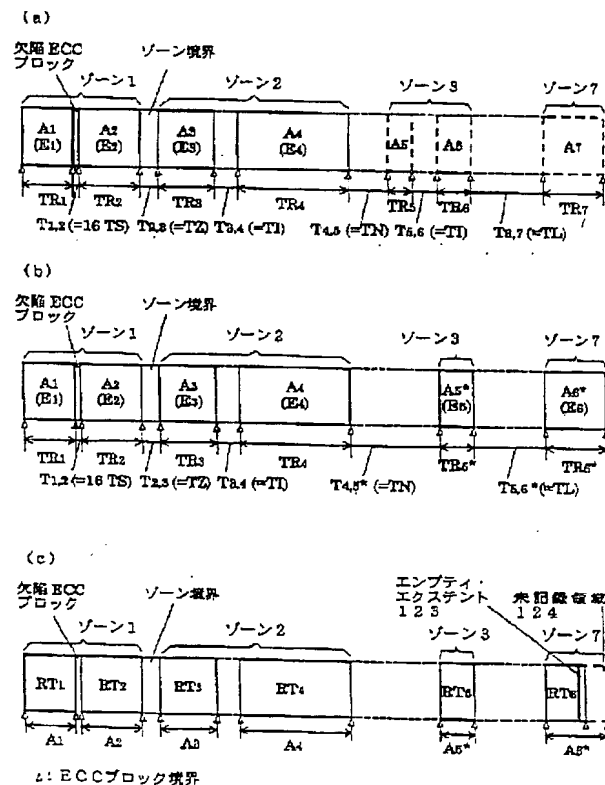 (a)
欠陥ECC
ブロック
ゾーン境界
ゾーン1
ゾーン2
ゾーン3
ゾーン7
A1
(E1)
A2
(E2)
A3
(E3)
A4
(E4)
A5
A6
A7
TR1
TR2
TR3
TR4
TR5
TR6
TR7
T1,2 (=16 TS)
T2,3 (=TZ)
T3,4 (=TI)
T4,5 (=TN)
T5,6 (=TI)
T6,7 (=TL)
(b)
欠陥ECC
ブロック
ゾーン境界
ゾーン1
ゾーン2
ゾーン3
ゾーン7
A1
(E1)
A2
(E2)
A3
(E3)
A4
(E4)
A5*
(E5)
A6*
(E6)
TR1
TR2
TR3
TR4
TR5*
TR6*
T1,2 (=16 TS)
T2,3 (=TZ)
T3,4 (=TI)
T4,5* (=TN)
T5,6* (=TL)
(c)
欠陥ECC
ブロック
ゾーン境界
エンプティ・
エクステント
123
未記録領域
124
ゾーン1
ゾーン2
ゾーン3
ゾーン7
RT1
RT2
RT3
RT4
RT5
RT6
A1
A2
A3
A4
A5*
A6*
△:ECCブロック境界